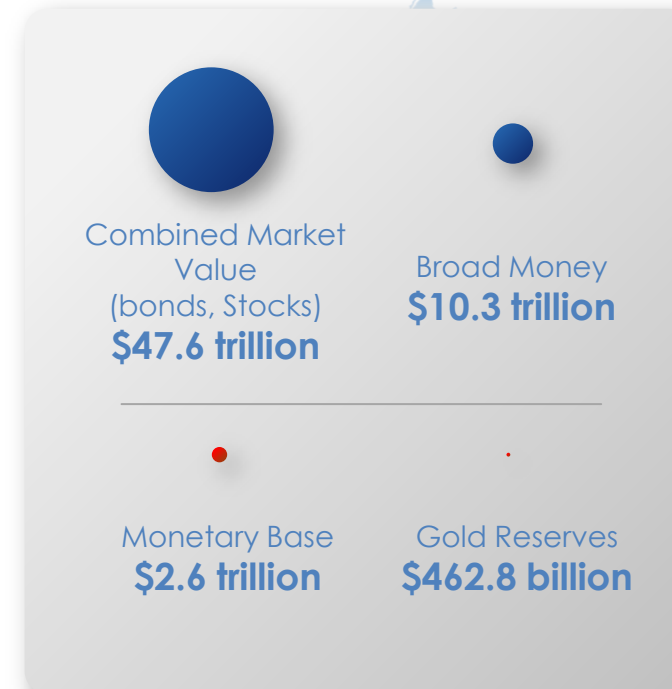 Combined Market
Value
(bonds, Stocks)
$47.6 trillion
Broad Money
$10.3 trillion
Monetary Base
$2.6 trillion
Gold Reserves
$462.8 billion